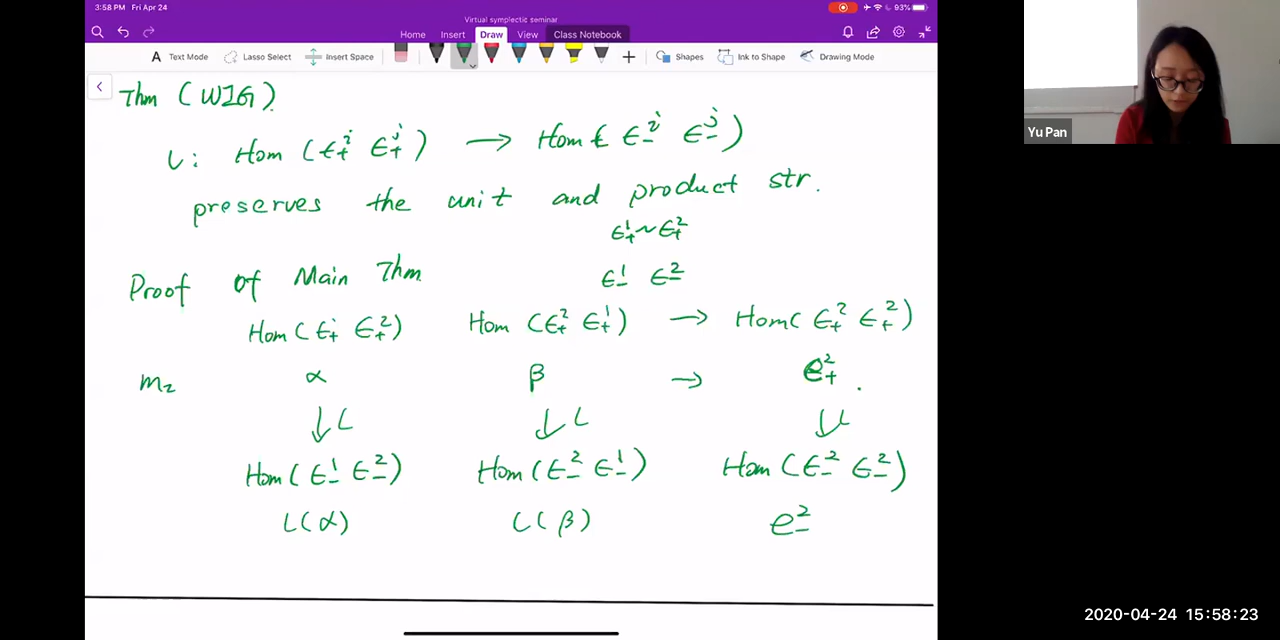 3:58 PM Fri Apr 24
93%
Virtual symplectic seminar
Home Insert Draw View Class Notebook
Text Mode Lasso Select Insert Space Shapes Ink to Shape Drawing Mode
Yu Pan
Thm (WIG)
L: Hom (ϵ₊ⁱ ϵ₊ʲ) → Hom( ϵ₋ⁱ ϵ₋ʲ)
preserves the unit and product str.
ϵ₊¹ ~ ϵ₊²
Proof of Main Thm ϵ₋¹ ϵ₋²
Hom (ϵ₊¹ ϵ₊²) Hom (ϵ₊² ϵ₊¹) → Hom( ϵ₊² ϵ₊²)
m₂ α β → e₊² .
↓ L ↓ L ↓ L
Hom( ϵ₋¹ ϵ₋²) Hom( ϵ₋² ϵ₋¹) Hom ( ϵ₋² ϵ₋²)
L(α) L(β) e₋²
2020-04-24 15:58:23